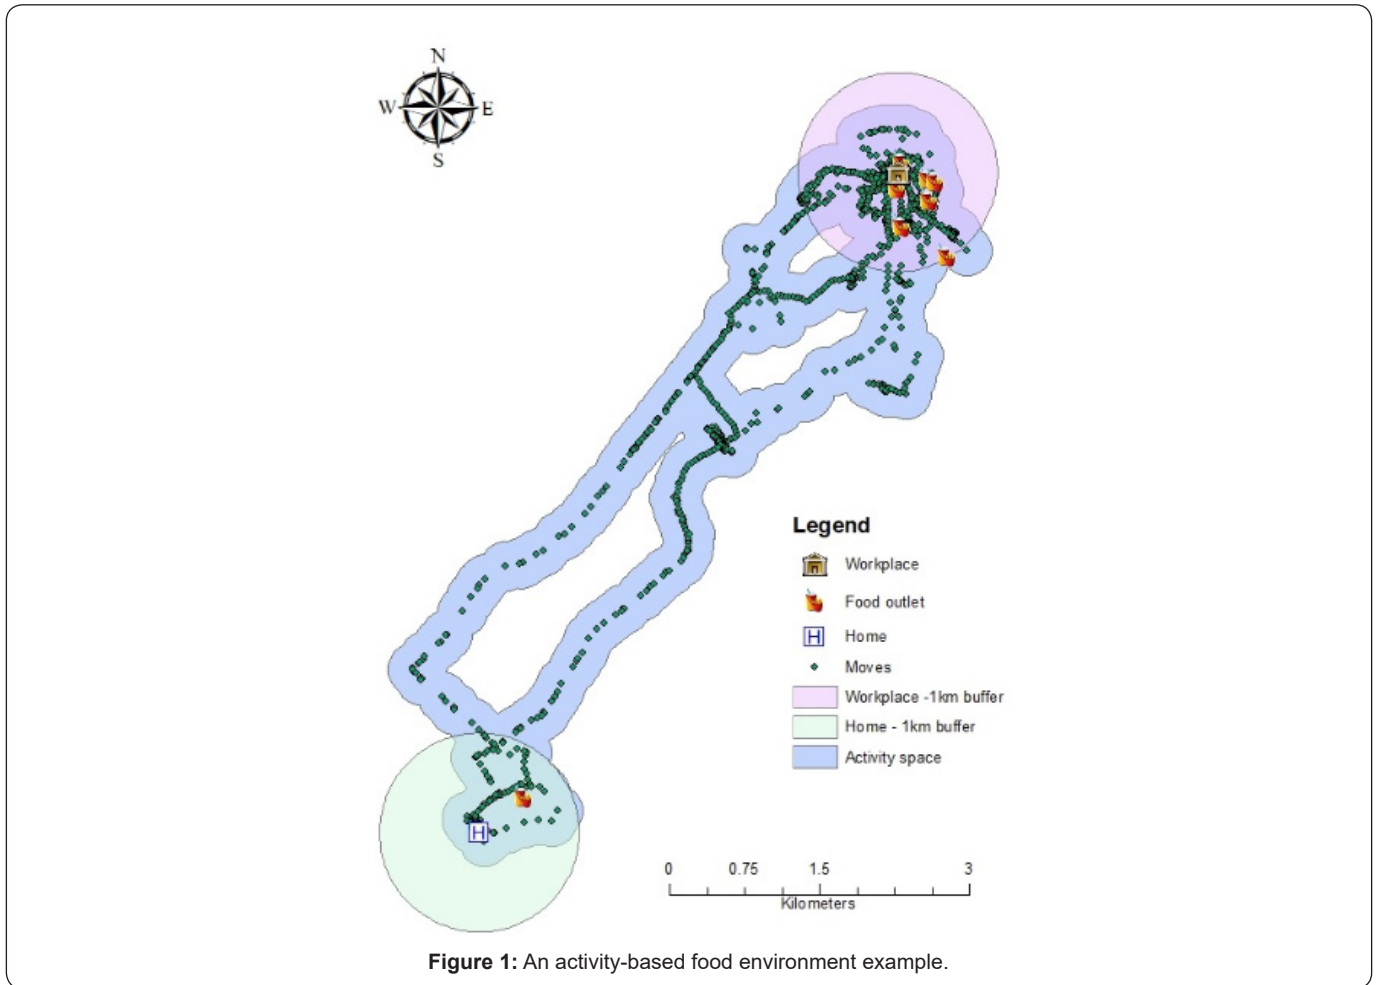 N
W E
S
Legend
Workplace
Food outlet
H Home
Moves
Workplace -1km buffer
Home - 1km buffer
Activity space
H
0 0.75 1.5 3
Kilometers
Figure 1: An activity-based food environment example.